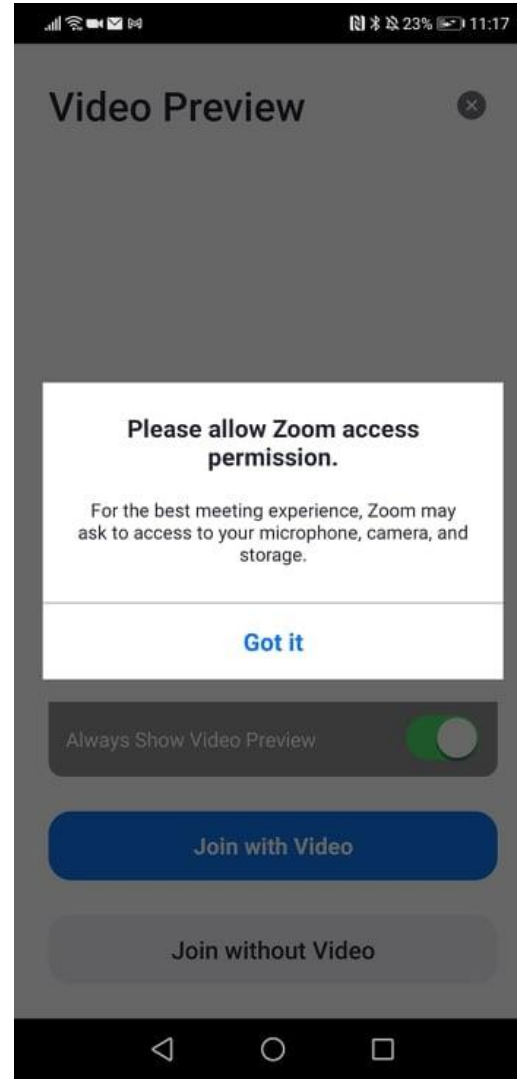 23% 11:17
Video Preview
Please allow Zoom access
permission.
For the best meeting experience, Zoom may
ask to access to your microphone, camera, and
storage.
Got it
Always Show Video Preview
Join with Video
Join without Video